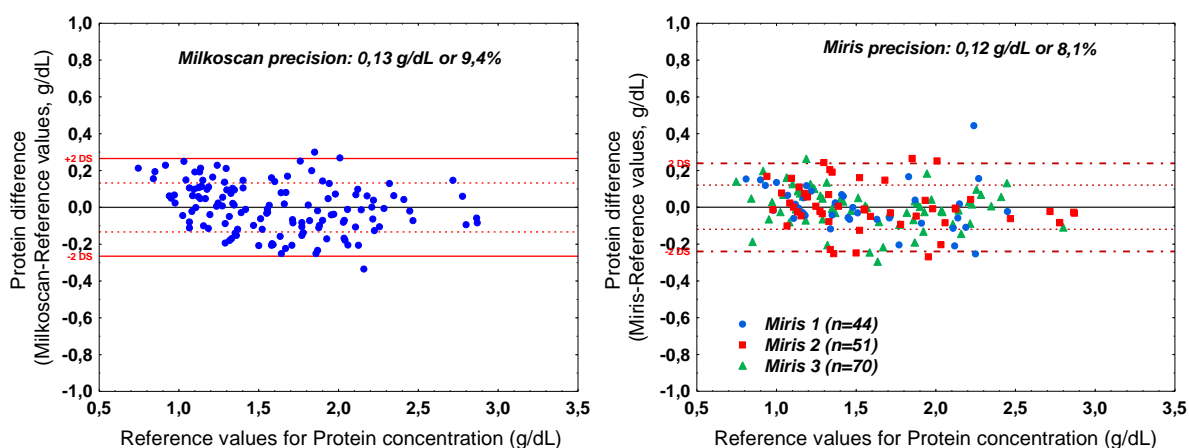 Milkoscan precision: 0,13 g/dL or 9,4%
Protein difference
(Milkoscan-Reference values, g/dL)
1,0
0,8
0,6
0,4
0,2
0,0
-0,2
-0,4
-0,6
-0,8
-1,0
+2 DS
-2 DS
0,5 1,0 1,5 2,0 2,5 3,0 3,5
Reference values for Protein concentration (g/dL)
Miris precision: 0,12 g/dL or 8,1%
Protein difference
(Miris-Reference values, g/dL)
1,0
0,8
0,6
0,4
0,2
0,0
-0,2
-0,4
-0,6
-0,8
-1,0
2 DS
-2 DS
Miris 1 (n=44)
Miris 2 (n=51)
Miris 3 (n=70)
0,5 1,0 1,5 2,0 2,5 3,0 3,5
Reference values for Protein concentration (g/dL)